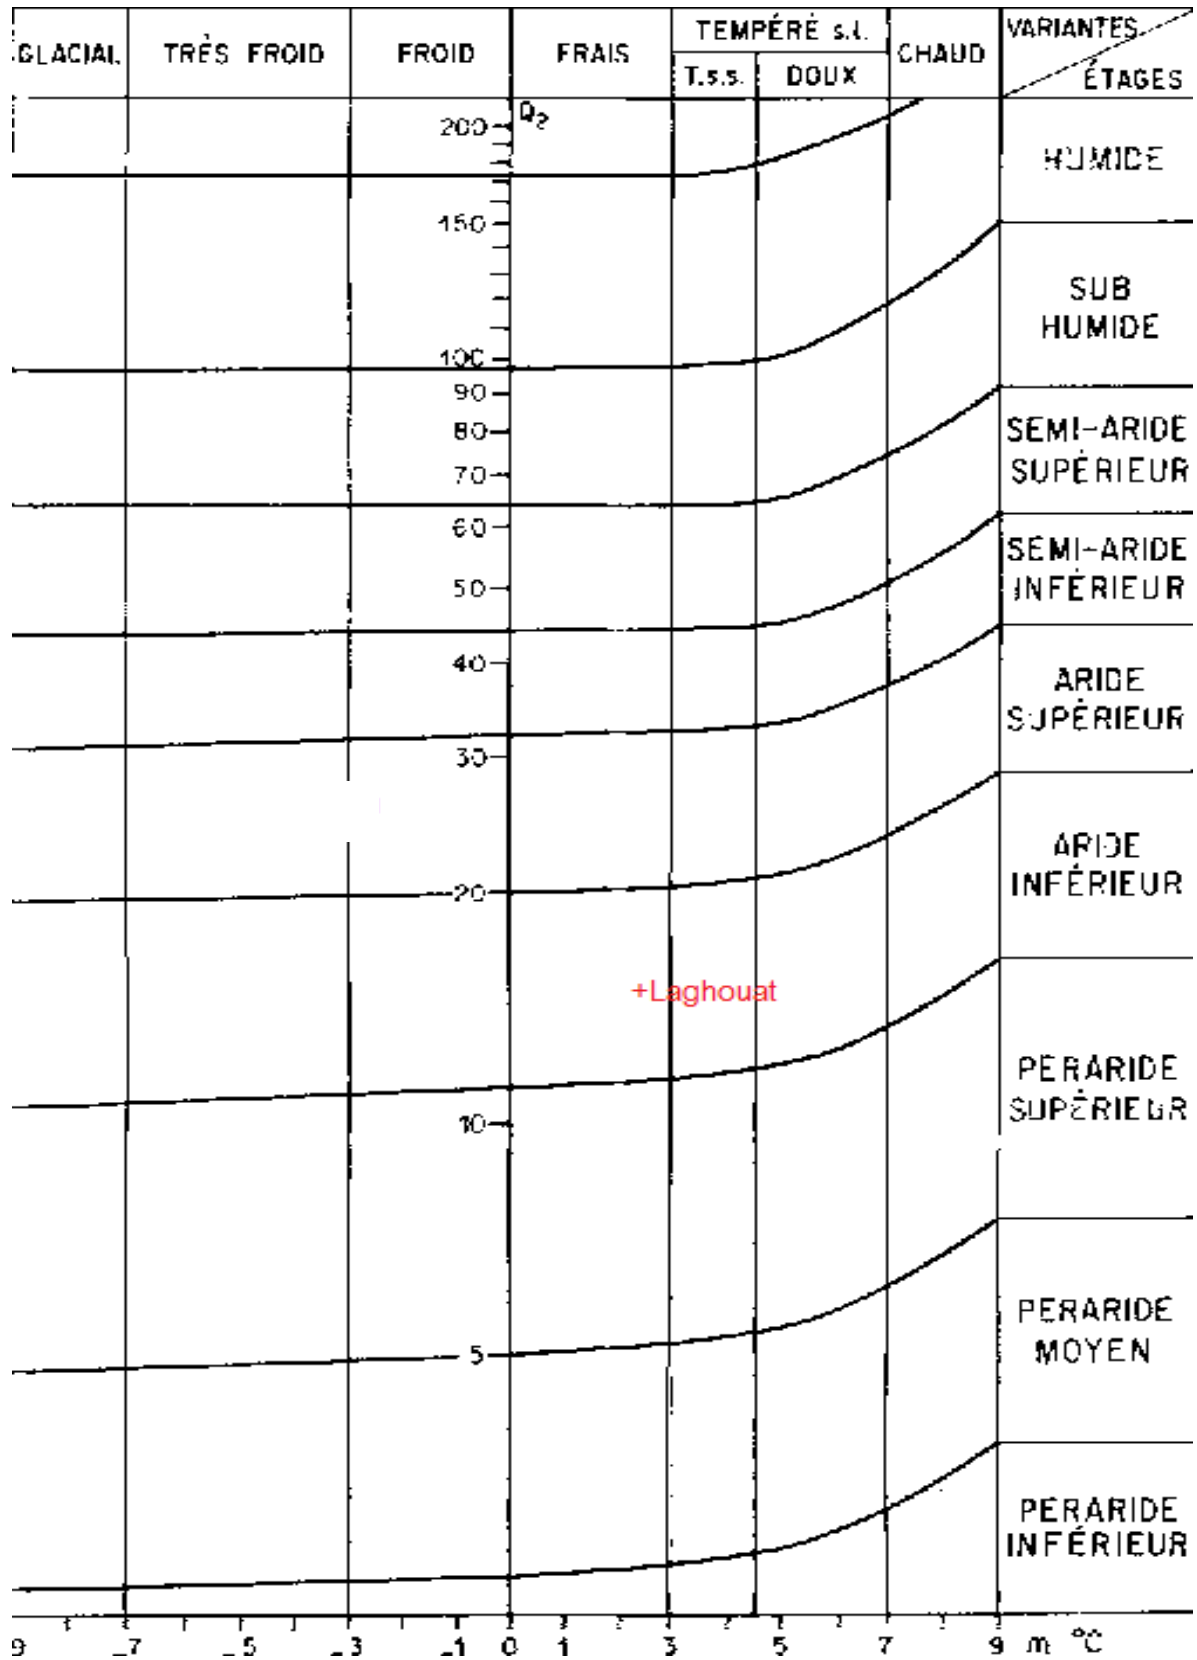 GLACIAL
TRÈS FROID
FROID
FRAIS
TEMPÉRÉ s.l.
T.s.s.
DOUX
CHAUD
VARIANTES
ÉTAGES
Q2
200
150
100
90
80
70
60
50
40
30
20
10
5
HUMIDE
SUB
HUMIDE
SEMI-ARIDE
SUPÉRIEUR
SEMI-ARIDE
INFÉRIEUR
ARIDE
SUPÉRIEUR
ARIDE
INFÉRIEUR
+Laghouat
PERARIDE
SUPÉRIEUR
PERARIDE
MOYEN
PERARIDE
INFÉRIEUR
9 -7 -5 -3 -1 0 1 3 5 7 9 m °C